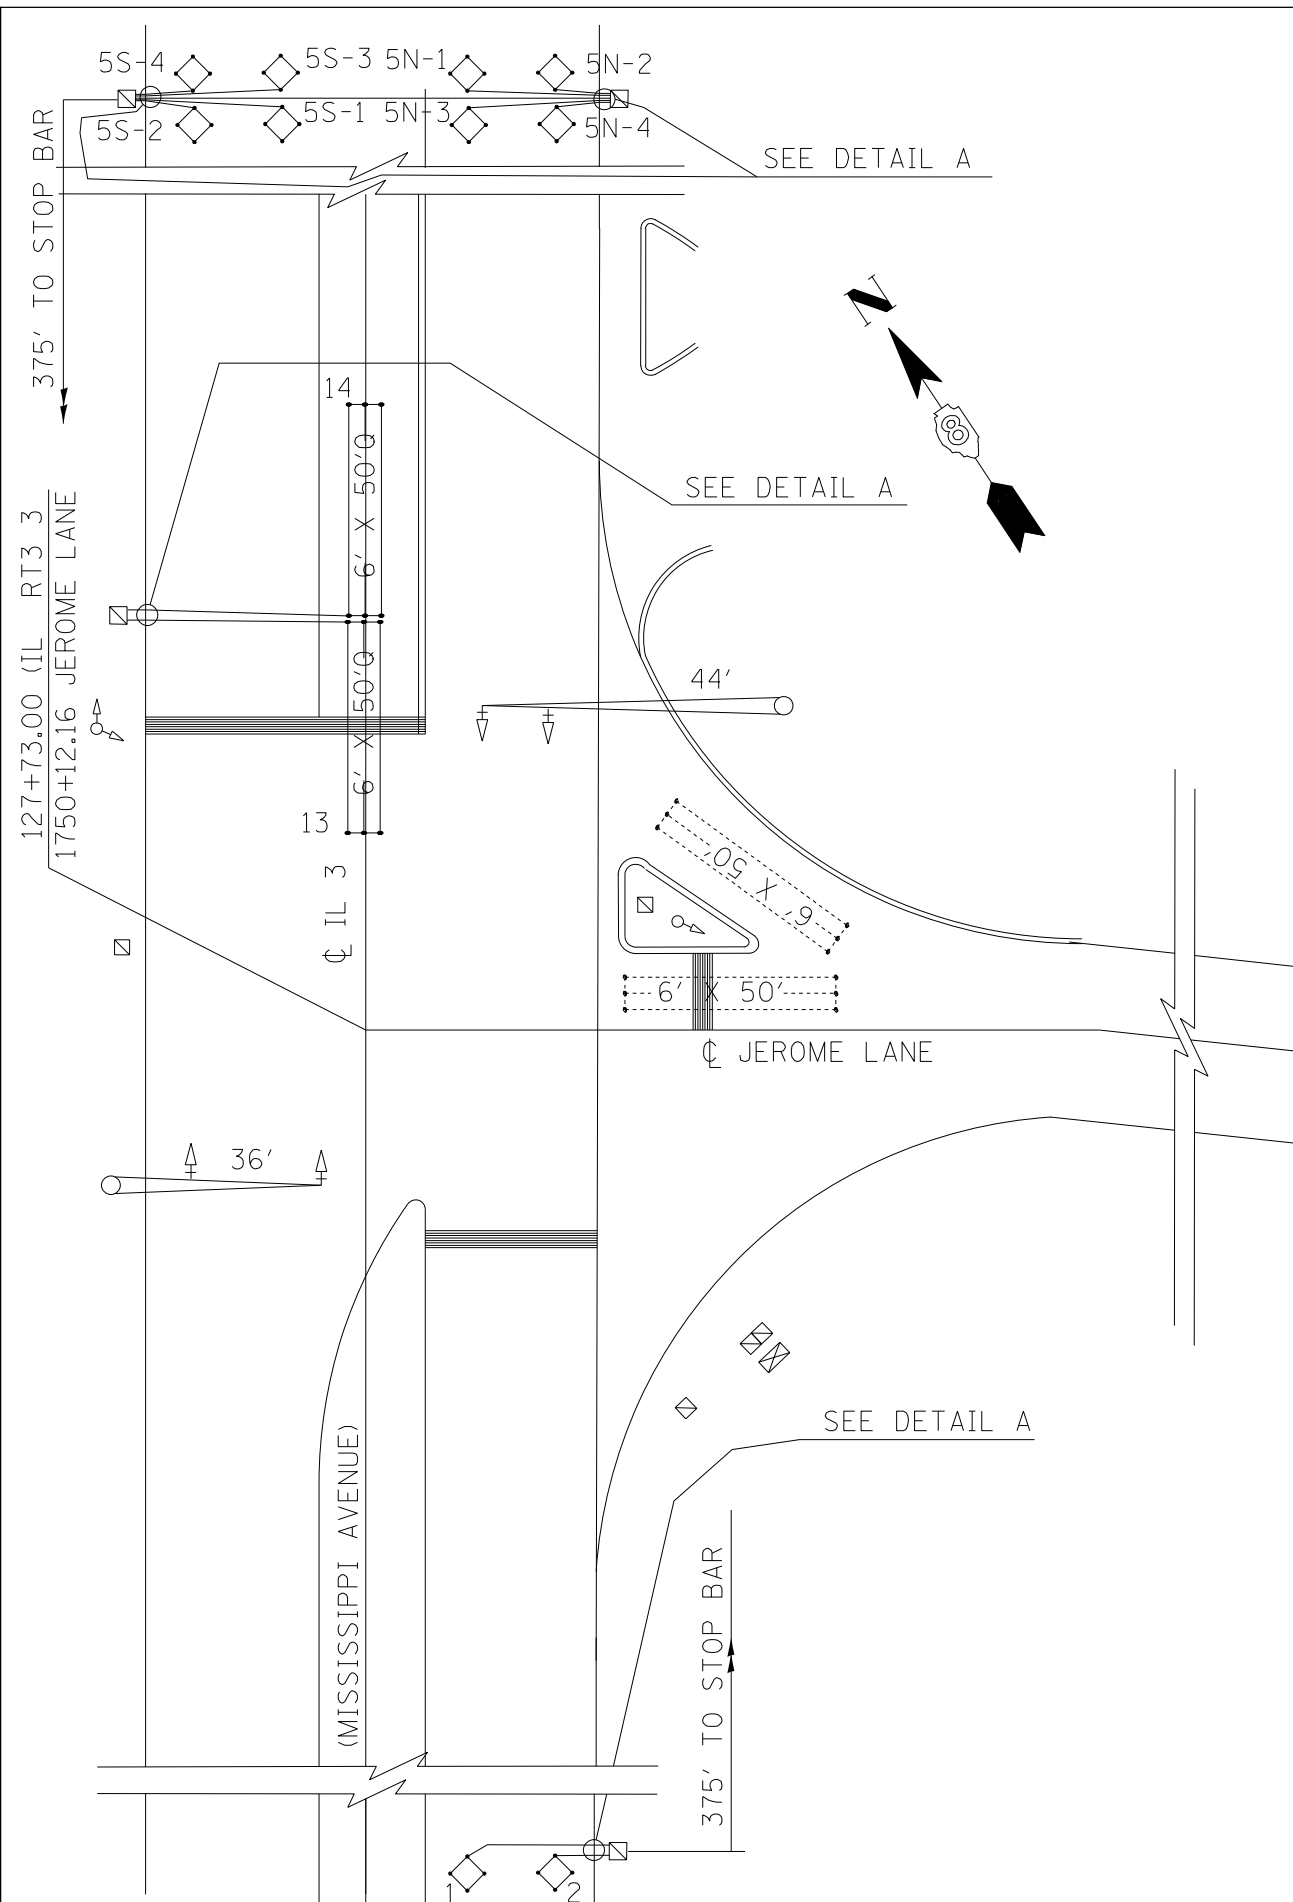 5S-4
5S-3
5N-1
5N-2
5S-2
5S-1
5N-3
5N-4
SEE DETAIL A
375' TO STOP BAR
N
8
14
6' X 50'Q
SEE DETAIL A
127+73.00 (IL RT3 3
1750+12.16 JEROME LANE
44'
6' X 50'Q
13
6' X 50'
℄ IL 3
6' X 50'
℄ JEROME LANE
36'
SEE DETAIL A
(MISSISSIPPI AVENUE)
375' TO STOP BAR
1
2